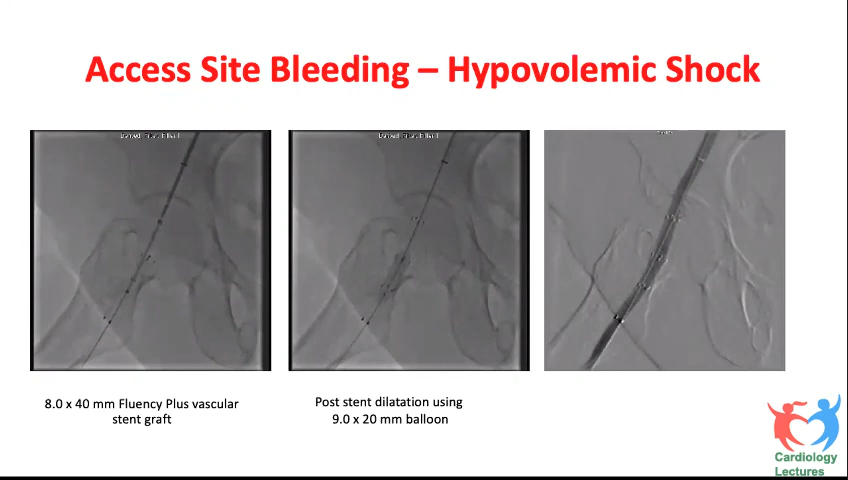 Access Site Bleeding – Hypovolemic Shock
8.0 x 40 mm Fluency Plus vascular
stent graft
Post stent dilatation using
9.0 x 20 mm balloon
Cardiology
Lectures